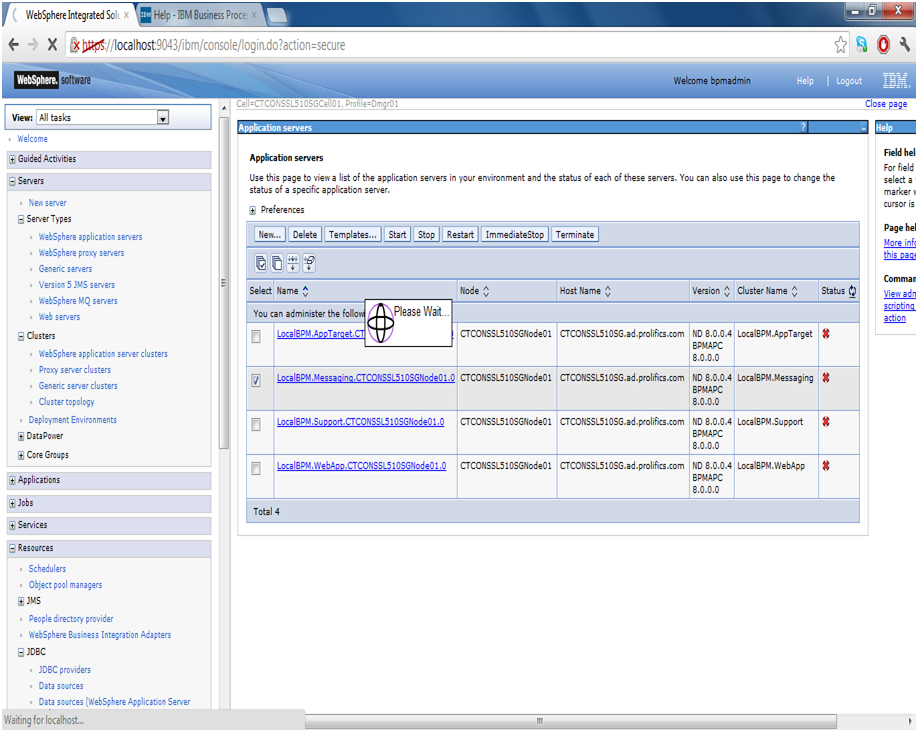 WebSphere Integrated Solu ×
IBM Help - IBM Business Proces ×
https://localhost:9043/ibm/console/login.do?action=secure
WebSphere. software
Welcome bpmadmin
Help | Logout
IBM.
View: All tasks
Welcome
Guided Activities
Servers
New server
Server Types
WebSphere application servers
WebSphere proxy servers
Generic servers
Version 5 JMS servers
WebSphere MQ servers
Web servers
Clusters
WebSphere application server clusters
Proxy server clusters
Generic server clusters
Cluster topology
Deployment Environments
DataPower
Core Groups
Applications
Jobs
Services
Resources
Schedulers
Object pool managers
JMS
People directory provider
WebSphere Business Integration Adapters
JDBC
JDBC providers
Data sources
Data sources (WebSphere Application Server
Waiting for localhost...
Cell=CTCONSSL510SGCell01, Profile=Dmgr01
Close page
Application servers ? _
Application servers
Use this page to view a list of the application servers in your environment and the status of each of these servers. You can also use this page to change the
status of a specific application server.
Preferences
New... Delete Templates... Start Stop Restart ImmediateStop Terminate
Select Name Node Host Name Version Cluster Name Status
You can administer the followi
Please Wait...
LocalBPM.AppTarget.CT CTCONSSL510SGNode01 CTCONSSL510SG.ad.prolifics.com ND 8.0.0.4 LocalBPM.AppTarget
BPMAPC
8.0.0.0
LocalBPM.Messaging.CTCONSSL510SGNode01.0 CTCONSSL510SGNode01 CTCONSSL510SG.ad.prolifics.com ND 8.0.0.4 LocalBPM.Messaging
BPMAPC
8.0.0.0
LocalBPM.Support.CTCONSSL510SGNode01.0 CTCONSSL510SGNode01 CTCONSSL510SG.ad.prolifics.com ND 8.0.0.4 LocalBPM.Support
BPMAPC
8.0.0.0
LocalBPM.WebApp.CTCONSSL510SGNode01.0 CTCONSSL510SGNode01 CTCONSSL510SG.ad.prolifics.com ND 8.0.0.4 LocalBPM.WebApp
BPMAPC
8.0.0.0
Total 4
Help
Field hel
For field
select a
marker w
cursor is
Page hel
More info
this page
Comman
View adm
scripting
action